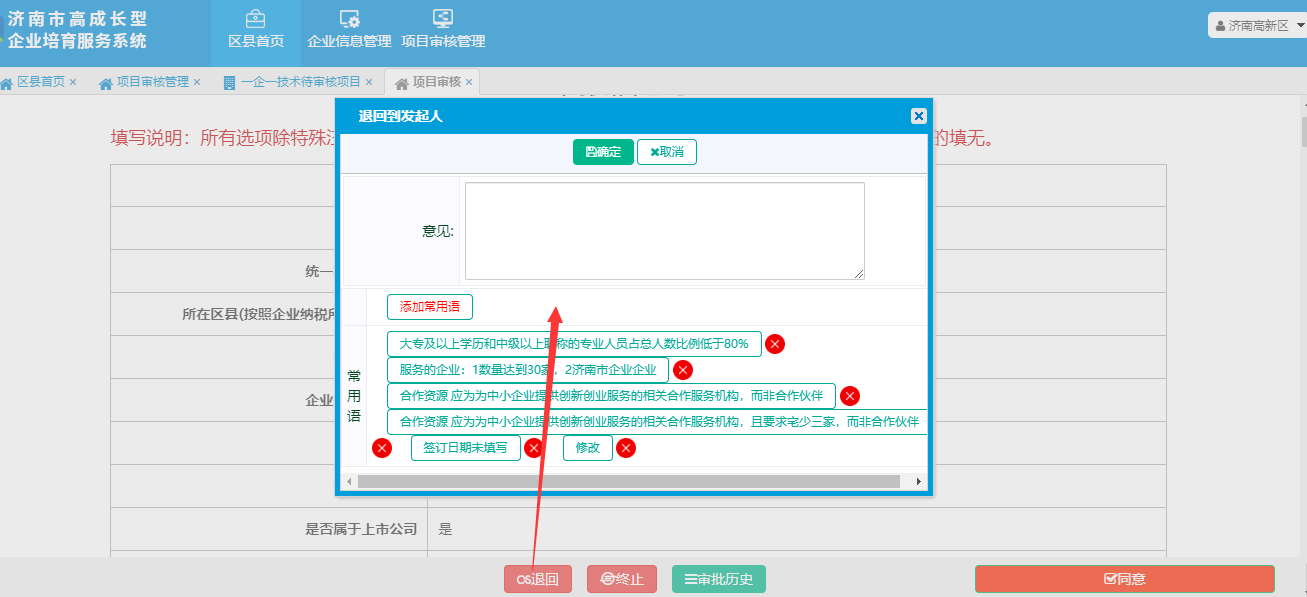 济南市高成长型
企业培育服务系统
区县首页
企业信息管理
项目审核管理
济南高新区
区县首页 ×
项目审核管理 ×
一企一技术待审核项目 ×
项目审核 ×
填写说明：所有选项除特殊
的填无。
退回到发起人
确定
取消
意见:
添加常用语
大专及以上学历和中级以上职称的专业人员占总人数比例低于80%
服务的企业：1数量达到30家，2济南市企业企业
合作资源 应为为中小企业提供创新创业服务的相关合作服务机构，而非合作伙伴
合作资源 应为为中小企业提供创新创业服务的相关合作服务机构，且要求宅少三家，而非合作伙伴
常用语
签订日期未填写
修改
统一
所在区县(按照企业纳税
企业
是否属于上市公司
是
退回
终止
审批历史
同意